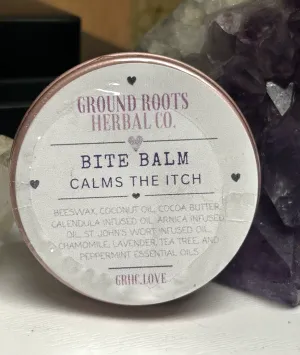 GROUND ROOTS
HERBAL CO.
BITE BALM
CALMS THE ITCH
BEESWAX, COCONUT OIL, COCOA BUTTER,
CALENDULA INFUSED OIL, ARNICA INFUSED
OIL, ST. JOHN'S WORT INFUSED OIL,
CHAMOMILE, LAVENDER, TEA TREE, AND
PEPPERMINT ESSENTIAL OILS
GRHC.LOVE